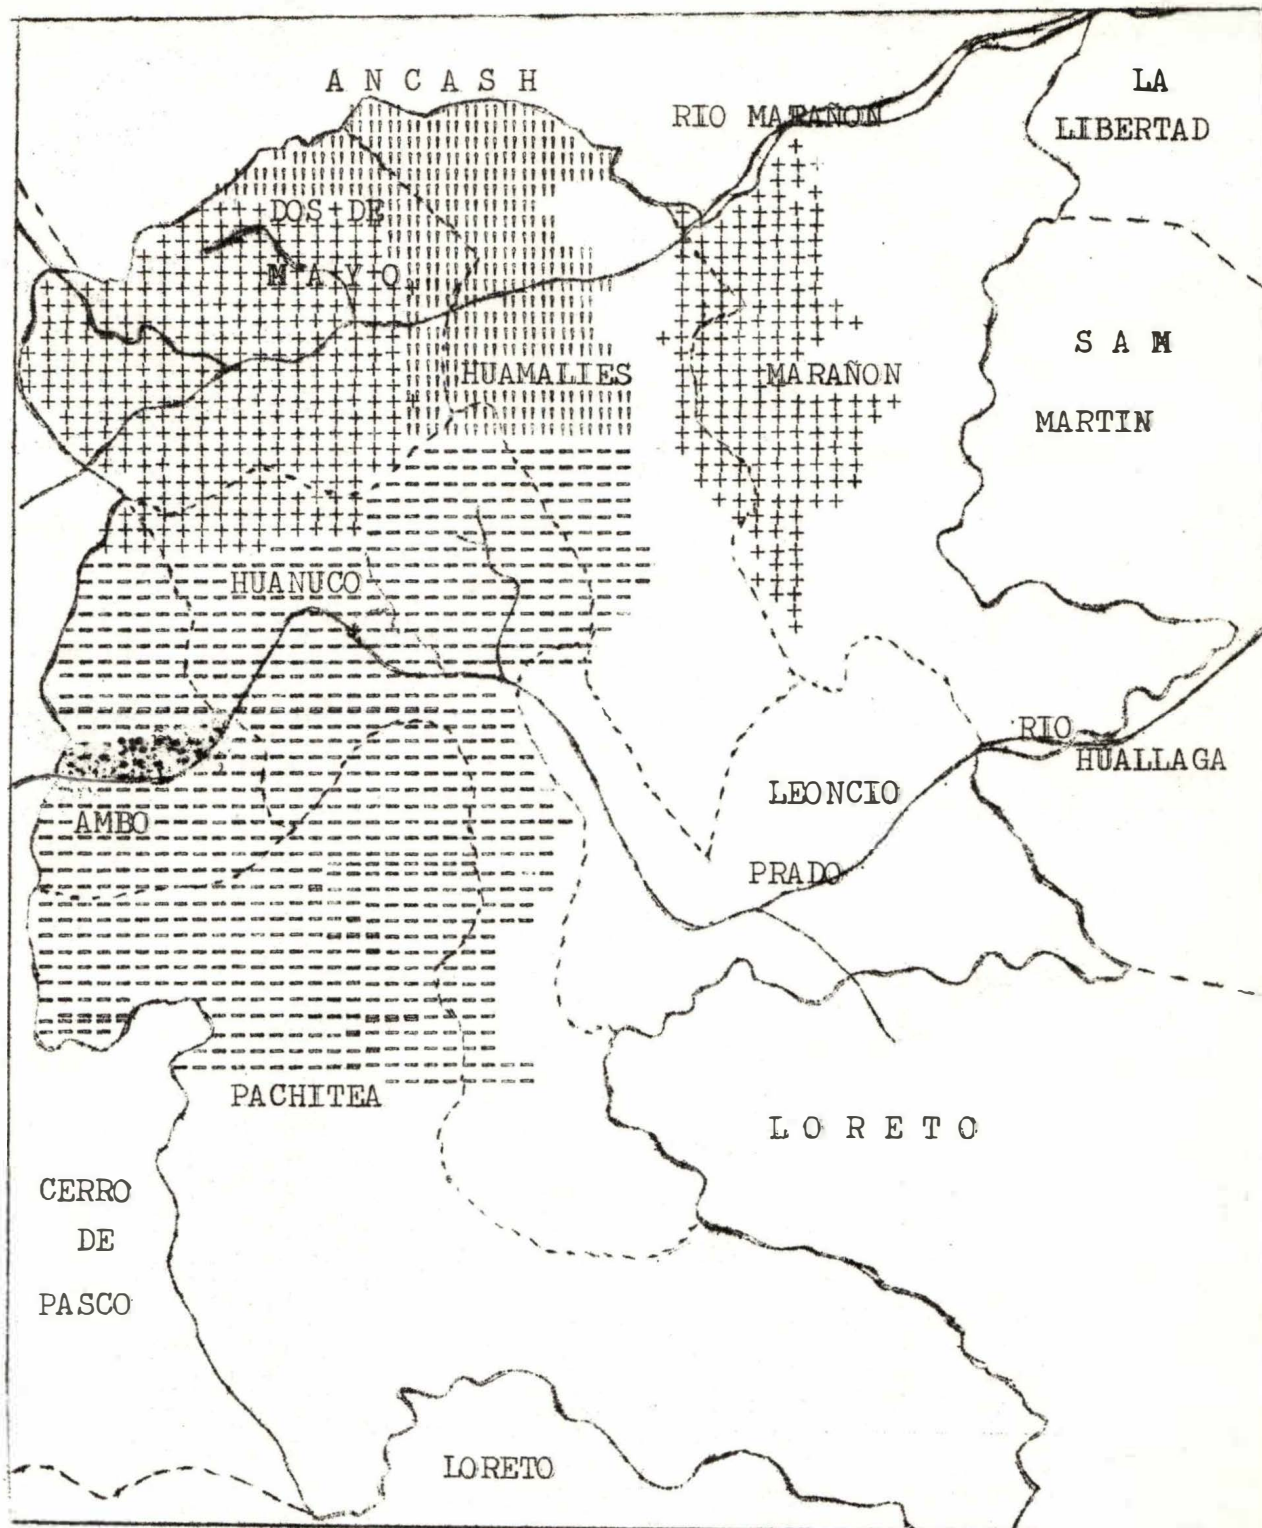 ANCASH
LA
LIBERTAD
RIO MARAÑON
DOS DE
MAYO
HUAMALIES
MARAÑON
SAM
MARTIN
HUANUCO
RIO
HUALLAGA
LEONCIO
PRADO
AMBO
PACHITEA
LORETO
CERRO
DE
PASCO
LORETO